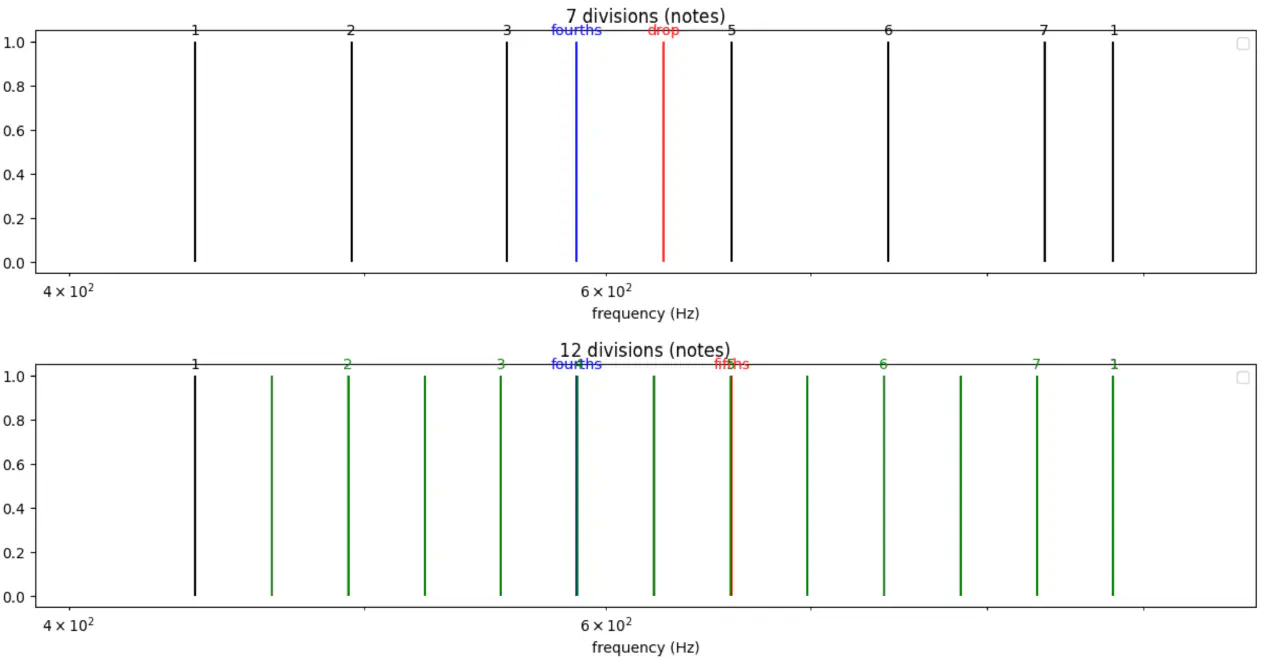 7 divisions (notes)
1 2 3 fourths drop 5 6 7 1
1.0
0.8
0.6
0.4
0.2
0.0
4 × 10² 6 × 10²
frequency (Hz)
12 divisions (notes)
1 2 3 fourths fifths 6 7 1
1.0
0.8
0.6
0.4
0.2
0.0
4 × 10² 6 × 10²
frequency (Hz)